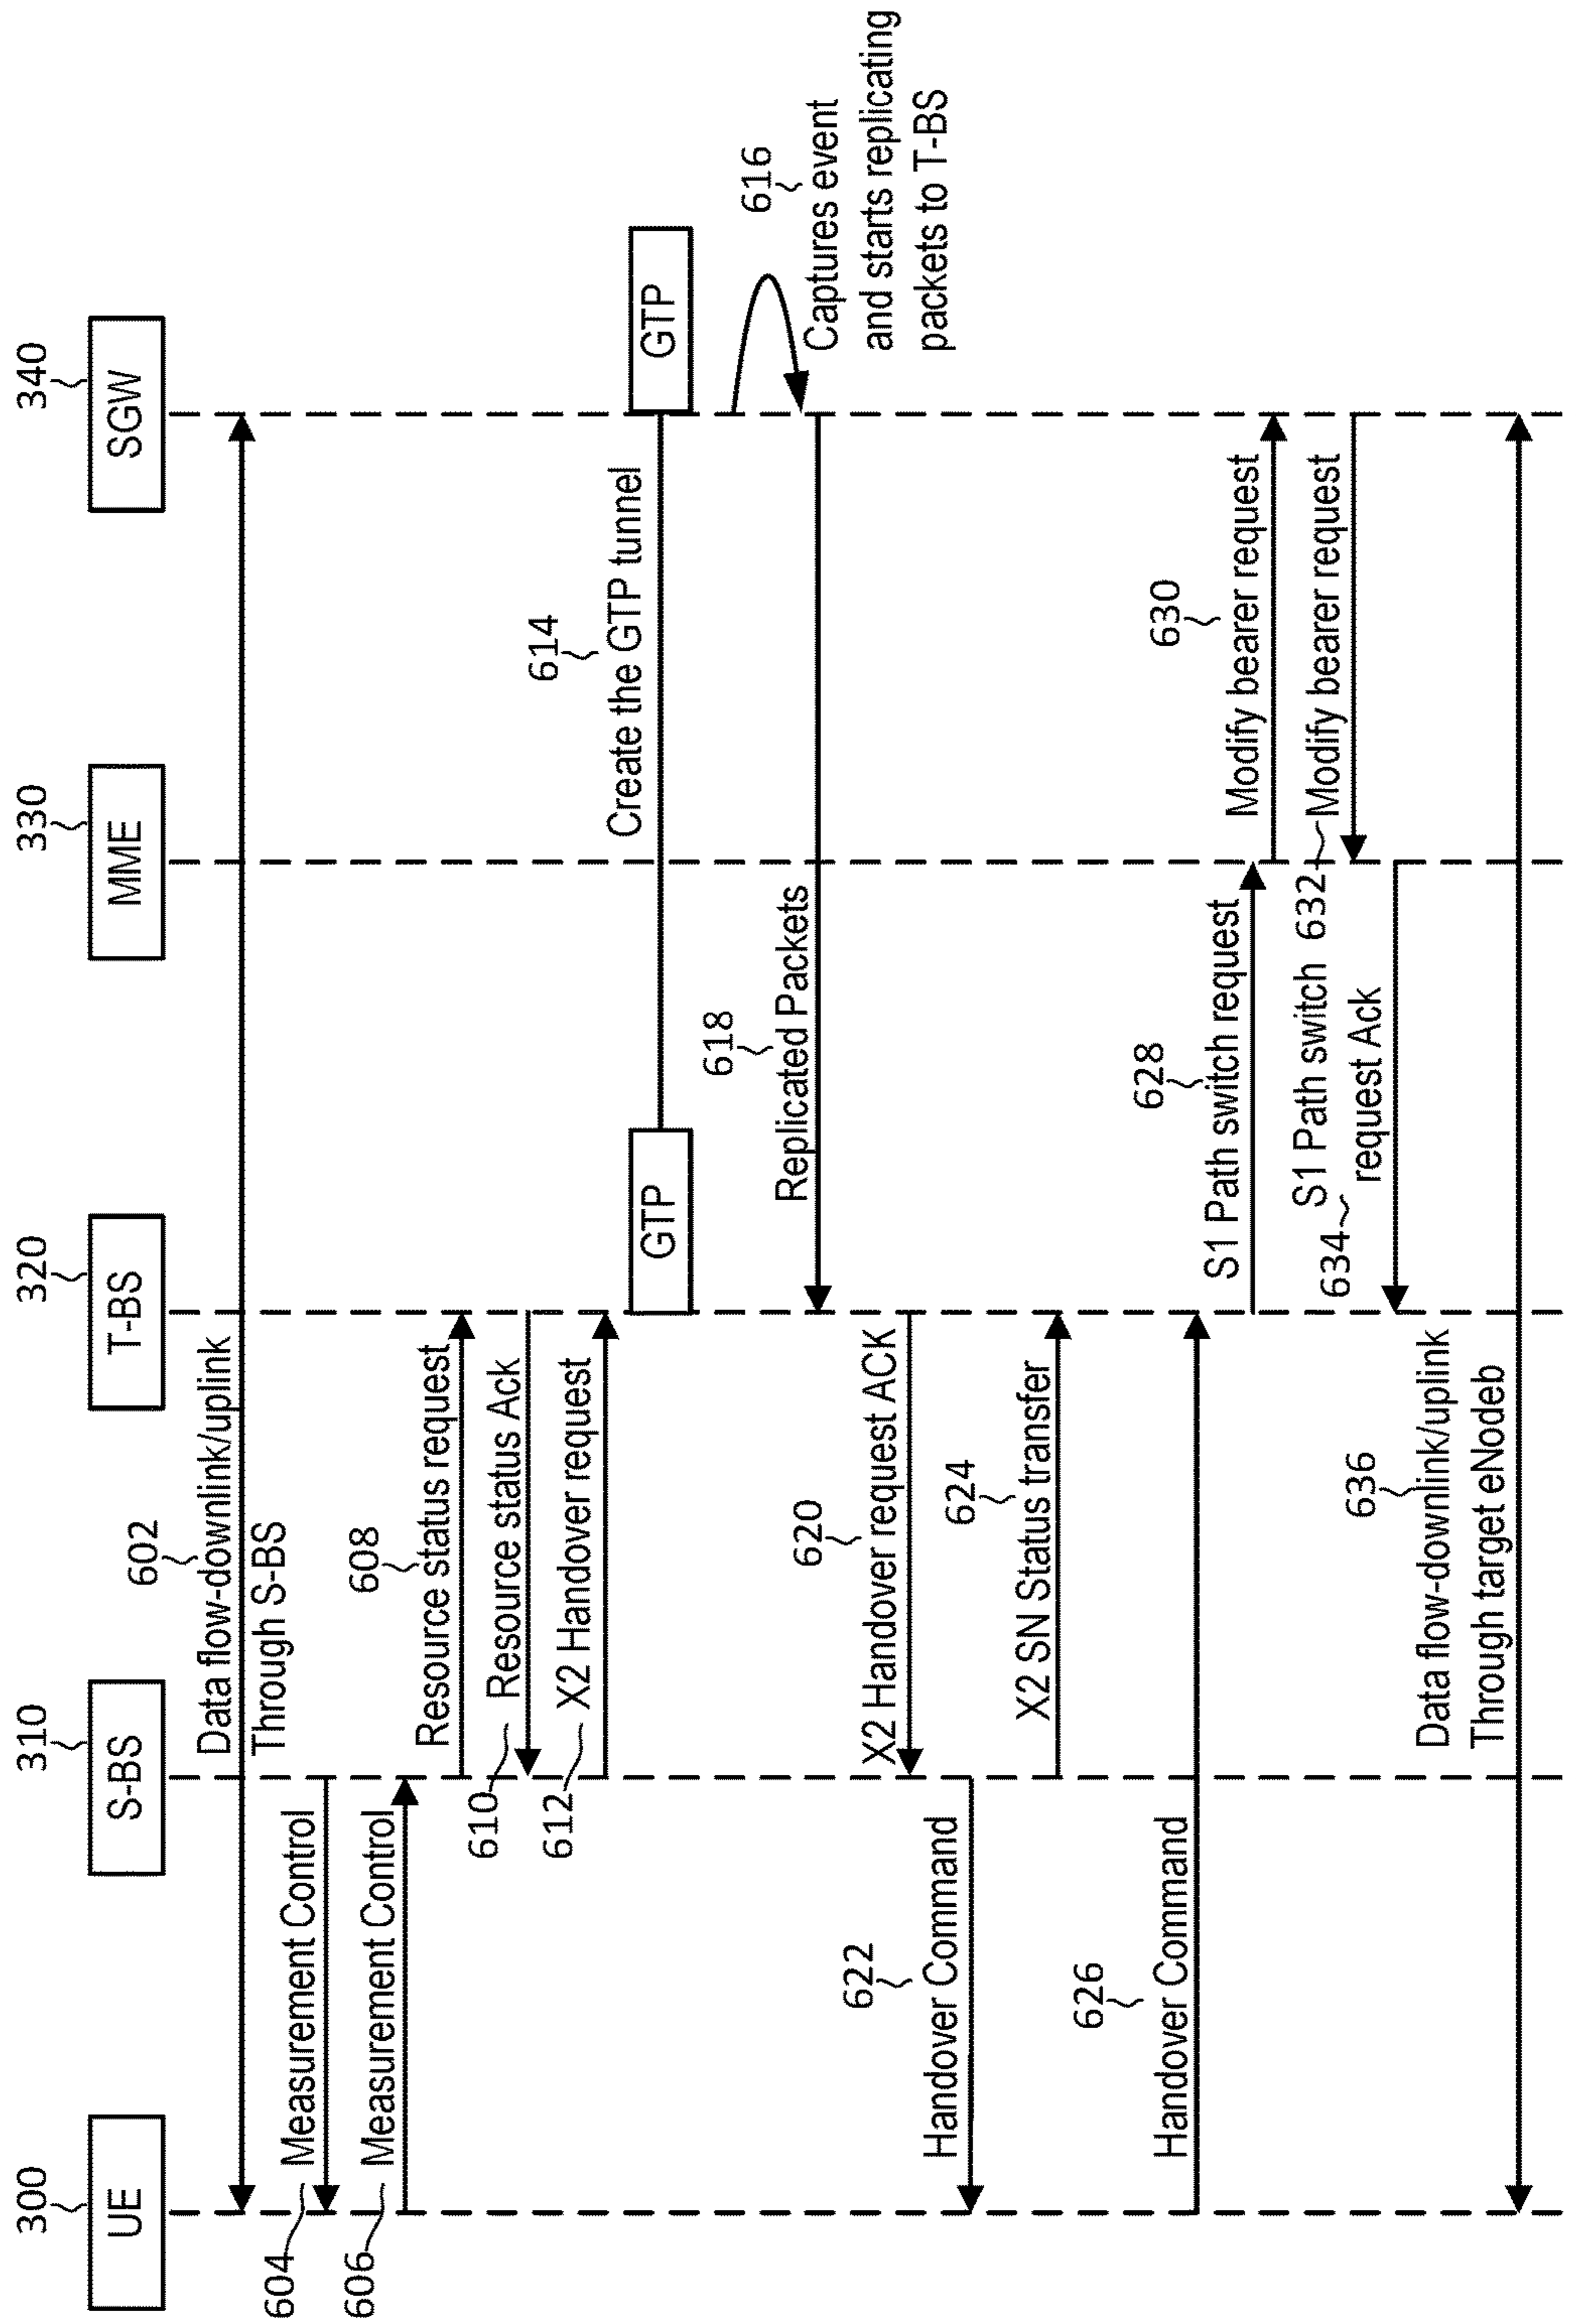 300
310
320
330
340
UE
S-BS
T-BS
MME
SGW
602
Data flow-downlink/uplink
Through S-BS
604
Measurement Control
606
Measurement Control
608
Resource status request
610
Resource status Ack
612
X2 Handover request
614
Create the GTP tunnel
GTP
GTP
616
Captures event
and starts replicating
packets to T-BS
618
Replicated Packets
620
X2 Handover request ACK
622
Handover Command
624
X2 SN Status transfer
626
Handover Command
628
S1 Path switch request
630
Modify bearer request
632
Modify bearer request
634
S1 Path switch
request Ack
636
Data flow-downlink/uplink
Through target eNodeb